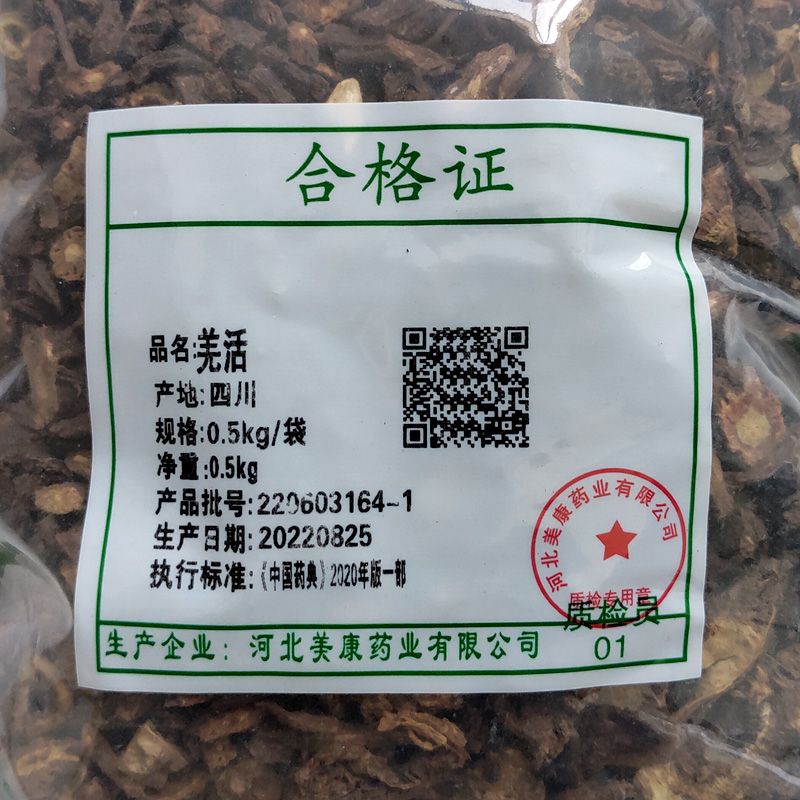 合格证
品名:羌活
产地:四川
规格:0.5kg/袋
净重:0.5kg
产品批号:220603164-1
生产日期:20220825
执行标准:《中国药典》2020年版一部
河北美康药业有限公司
质检专用章
质检员
01
生产企业：河北美康药业有限公司